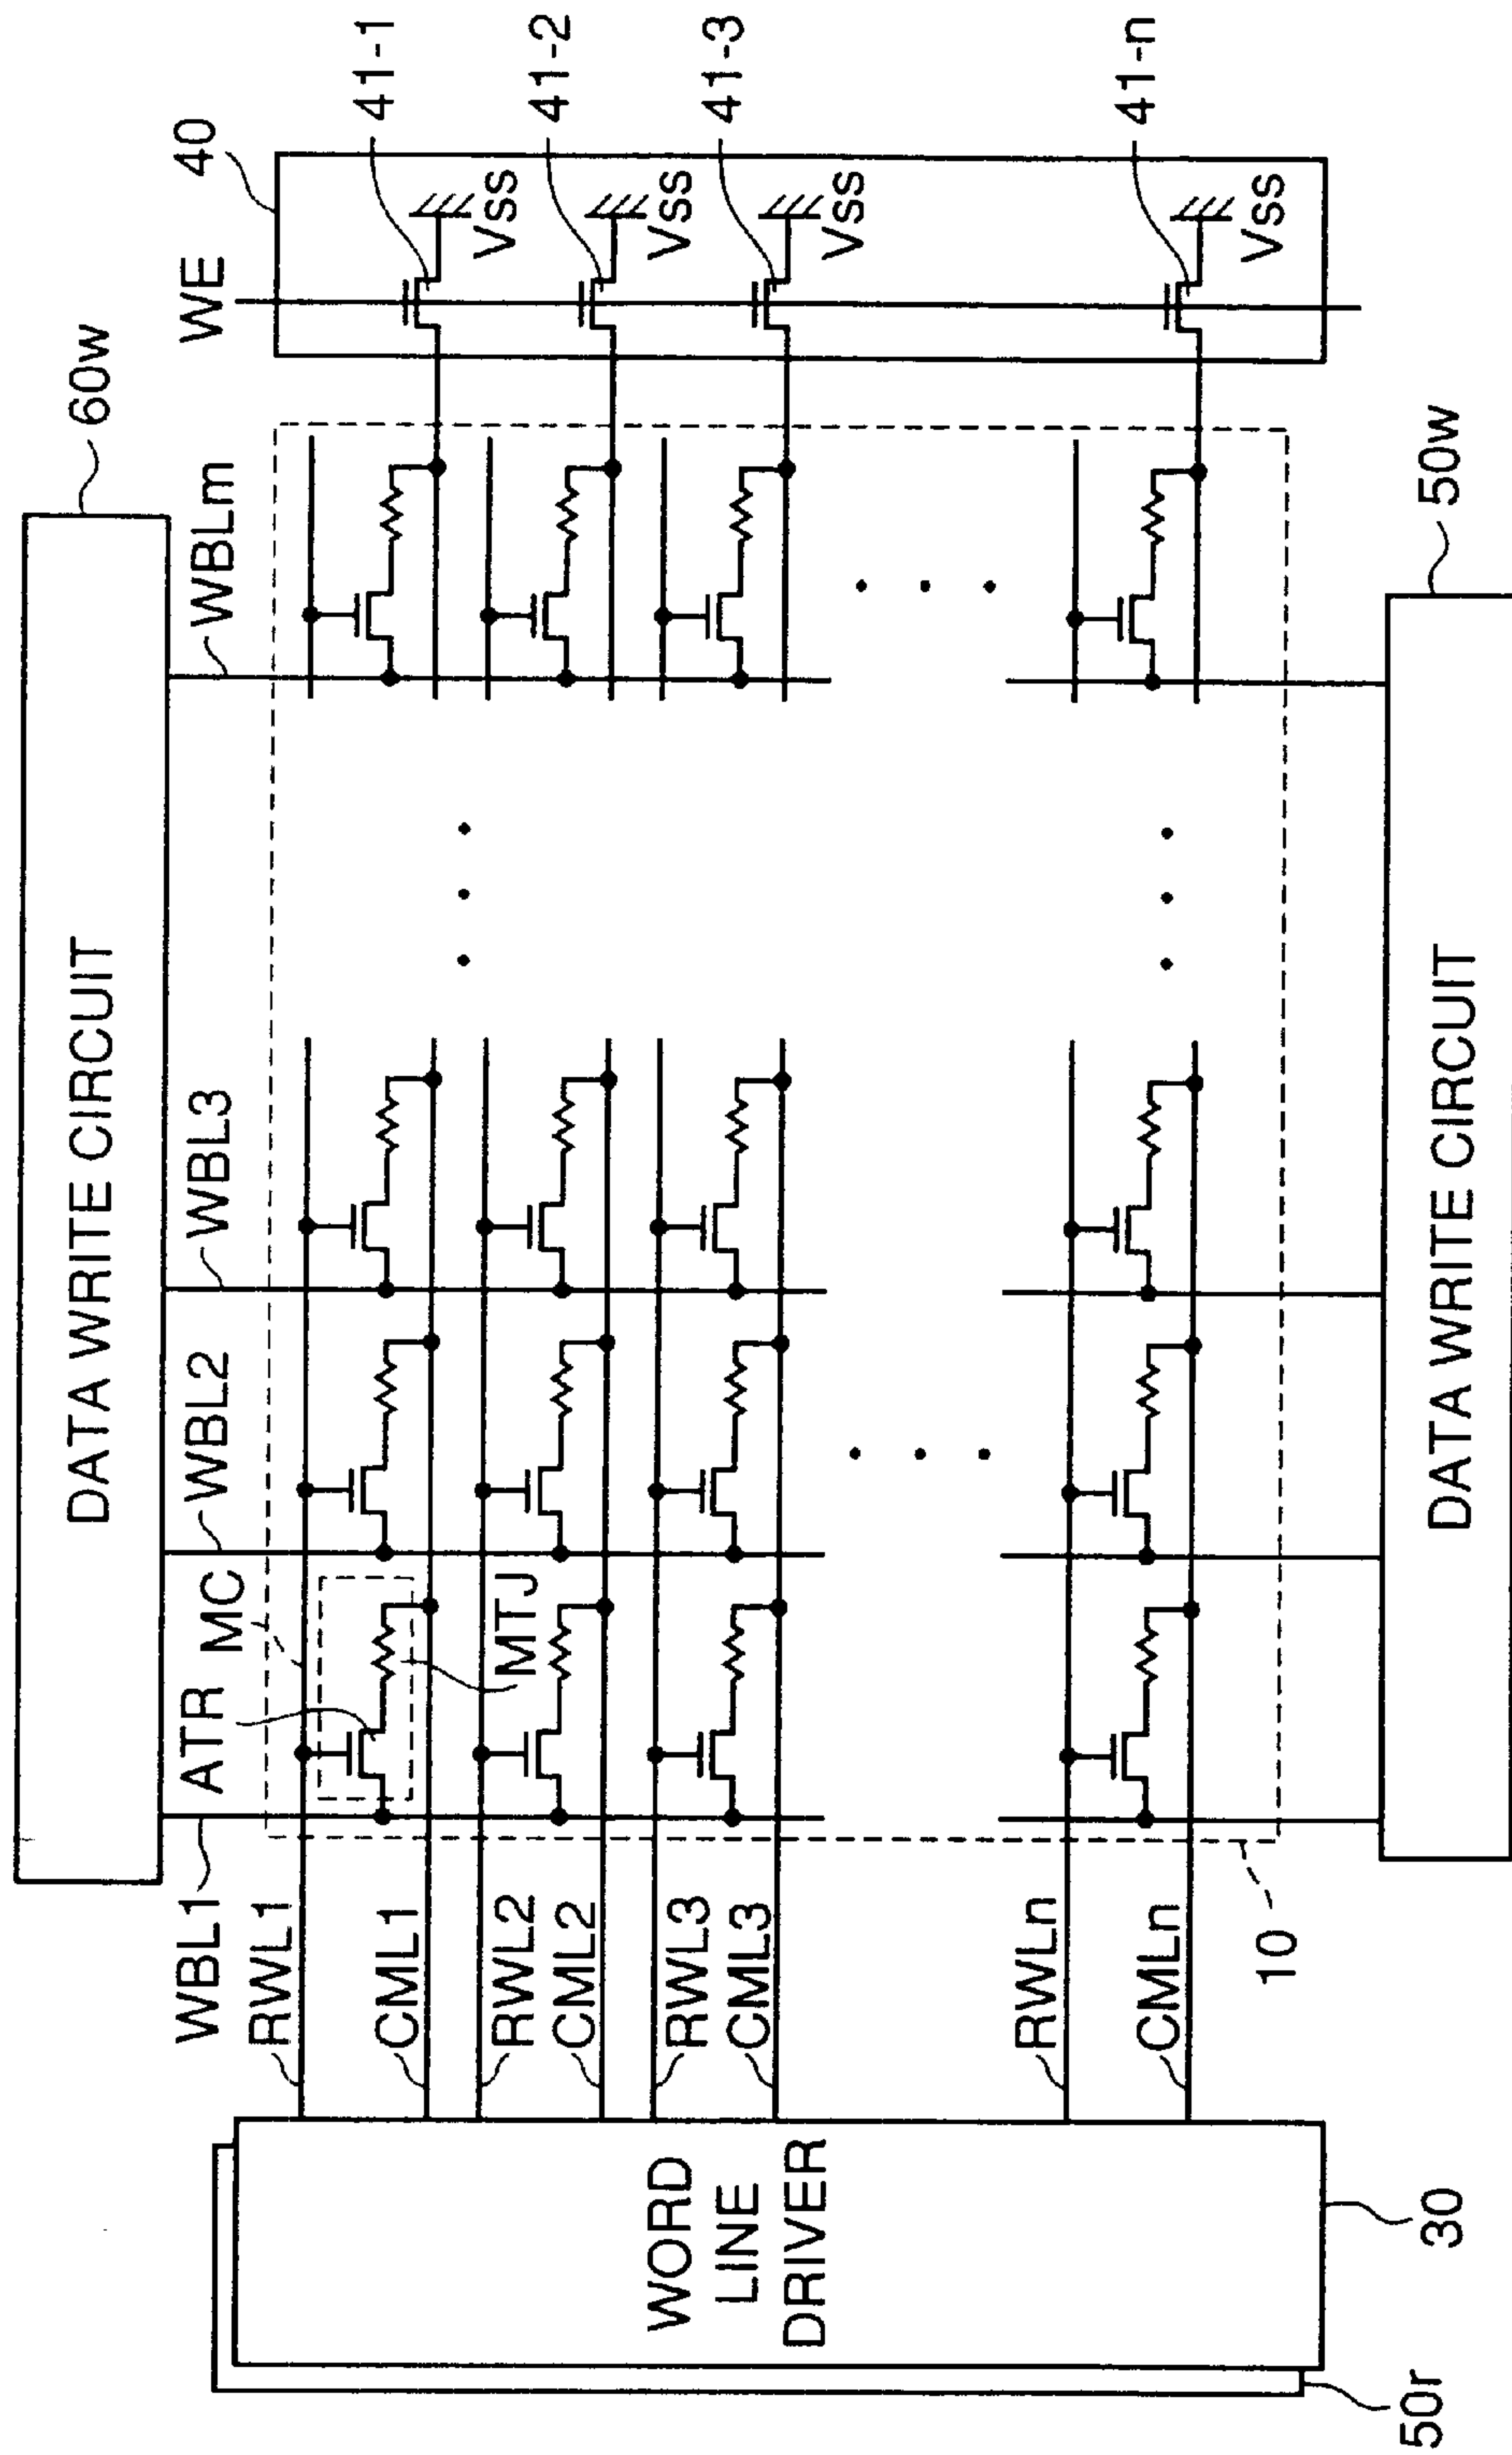 60w
DATA WRITE CIRCUIT
WBL1
ATR
MC
WBL2
WBL3
WBLm
WE
40
RWL1
CML1
RWL2
CML2
RWL3
CML3
RWLn
CMLn
MTJ
41-1
Vss
41-2
Vss
41-3
Vss
41-n
Vss
WORD
LINE
DRIVER
50r
30
10
DATA WRITE CIRCUIT
50w